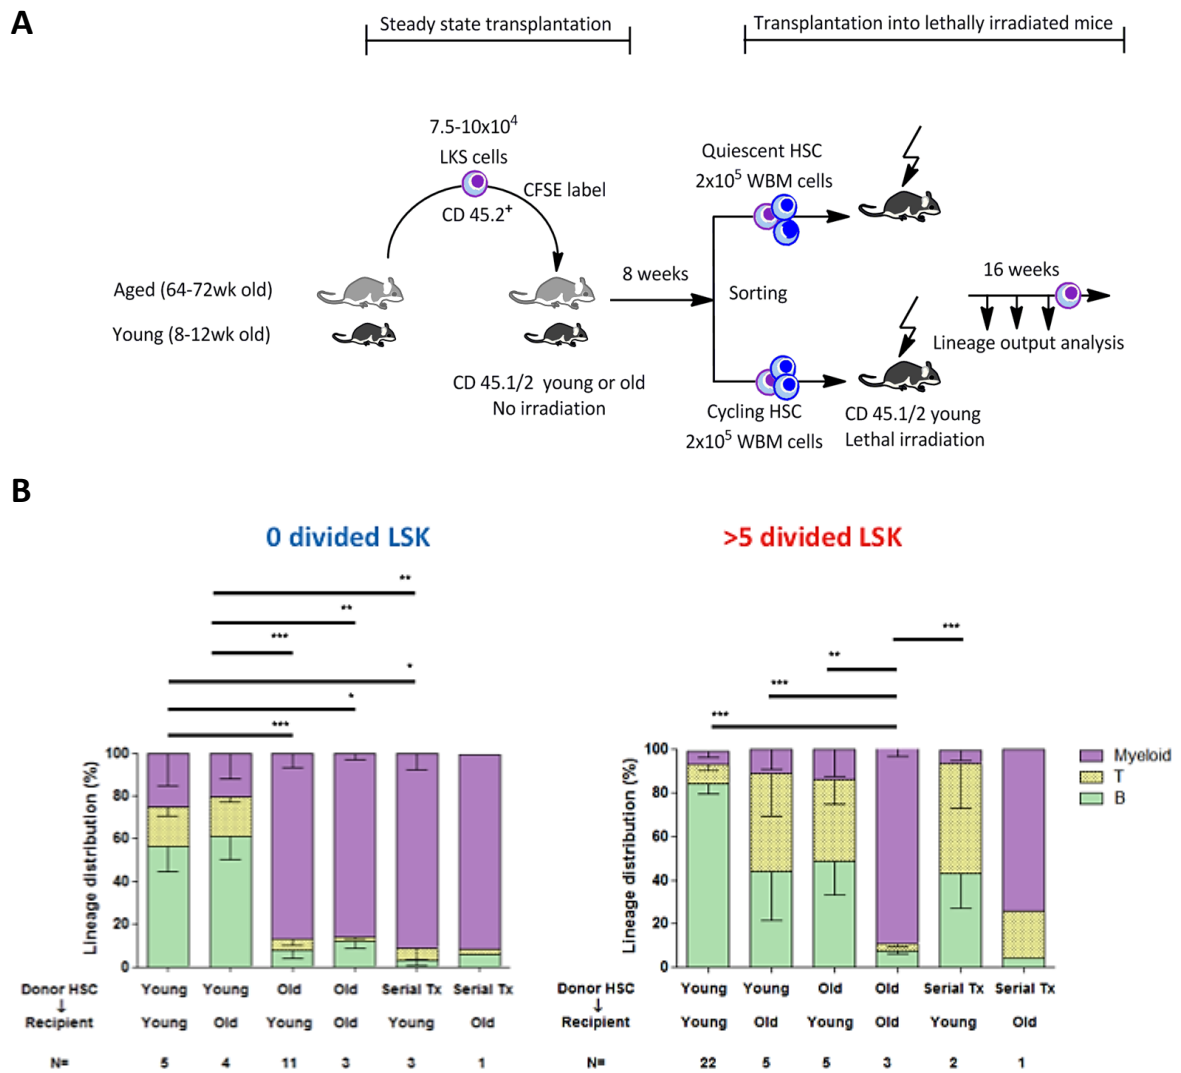 A
Steady state transplantation
Transplantation into lethally irradiated mice
7.5-10x10⁴
LKS cells
CFSE label
CD 45.2⁺
Quiescent HSC
2x10⁵ WBM cells
Aged (64-72wk old)
Young (8-12wk old)
8 weeks
Sorting
16 weeks
Lineage output analysis
CD 45.1/2 young or old
No irradiation
Cycling HSC
2x10⁵ WBM cells
CD 45.1/2 young
Lethal irradiation
B
0 divided LSK
**
**
***
*
*
***
Lineage distribution (%)
100
80
60
40
20
0
Donor HSC Young Young Old Old Serial Tx Serial Tx
↓
Recipient Young Old Young Old Young Old
N= 5 4 11 3 3 1
>5 divided LSK
***
**
***
***
Lineage distribution (%)
100
80
60
40
20
0
Myeloid
T
B
Donor HSC Young Young Old Old Serial Tx Serial Tx
↓
Recipient Young Old Young Old Young Old
N= 22 5 5 3 2 1